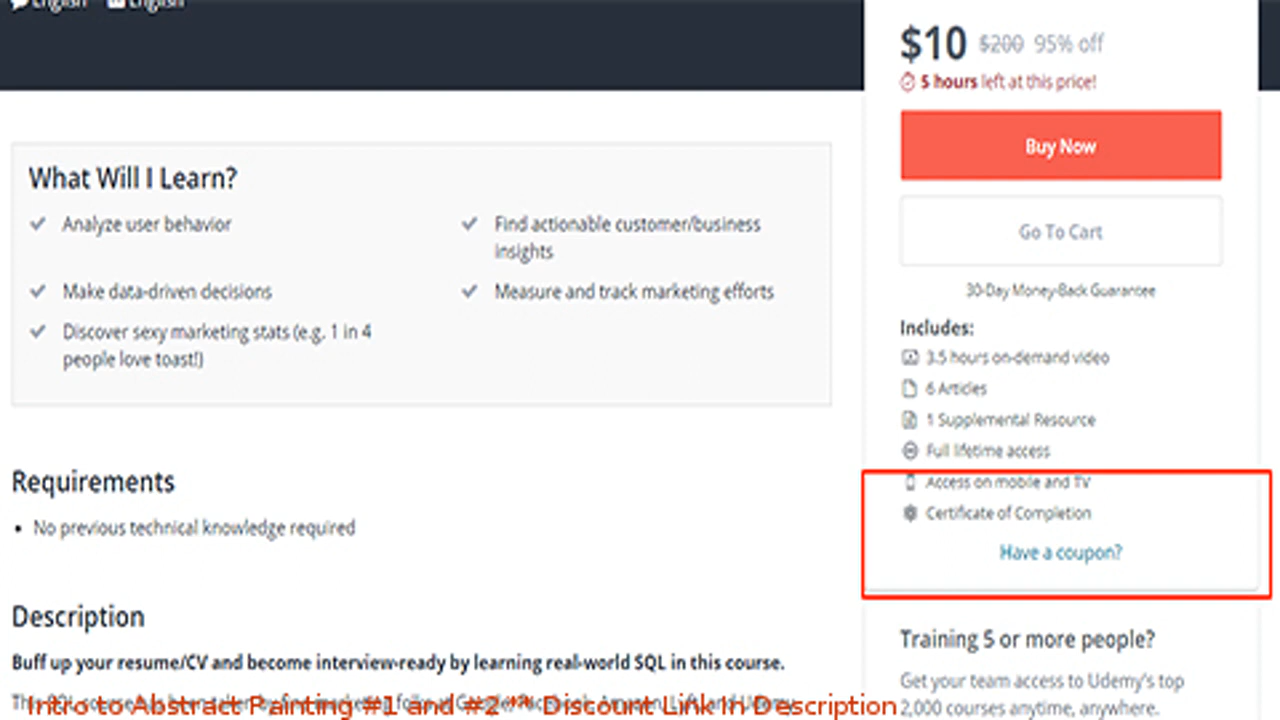 English English
What Will I Learn?
Analyze user behavior
Find actionable customer/business
insights
Make data-driven decisions
Measure and track marketing efforts
Discover sexy marketing stats (e.g. 1 in 4
people love toast!)
Requirements
• No previous technical knowledge required
Description
Buff up your resume/CV and become interview-ready by learning real-world SQL in this course.
Intro to Abstract Painting #1 and #2 ** Discount Link In Description
$10 $200 95% off
5 hours left at this price!
Buy Now
Go To Cart
30-Day Money-Back Guarantee
Includes:
3.5 hours on-demand video
6 Articles
1 Supplemental Resource
Full lifetime access
Access on mobile and TV
Certificate of Completion
Have a coupon?
Training 5 or more people?
Get your team access to Udemy's top
2,000 courses anytime, anywhere.